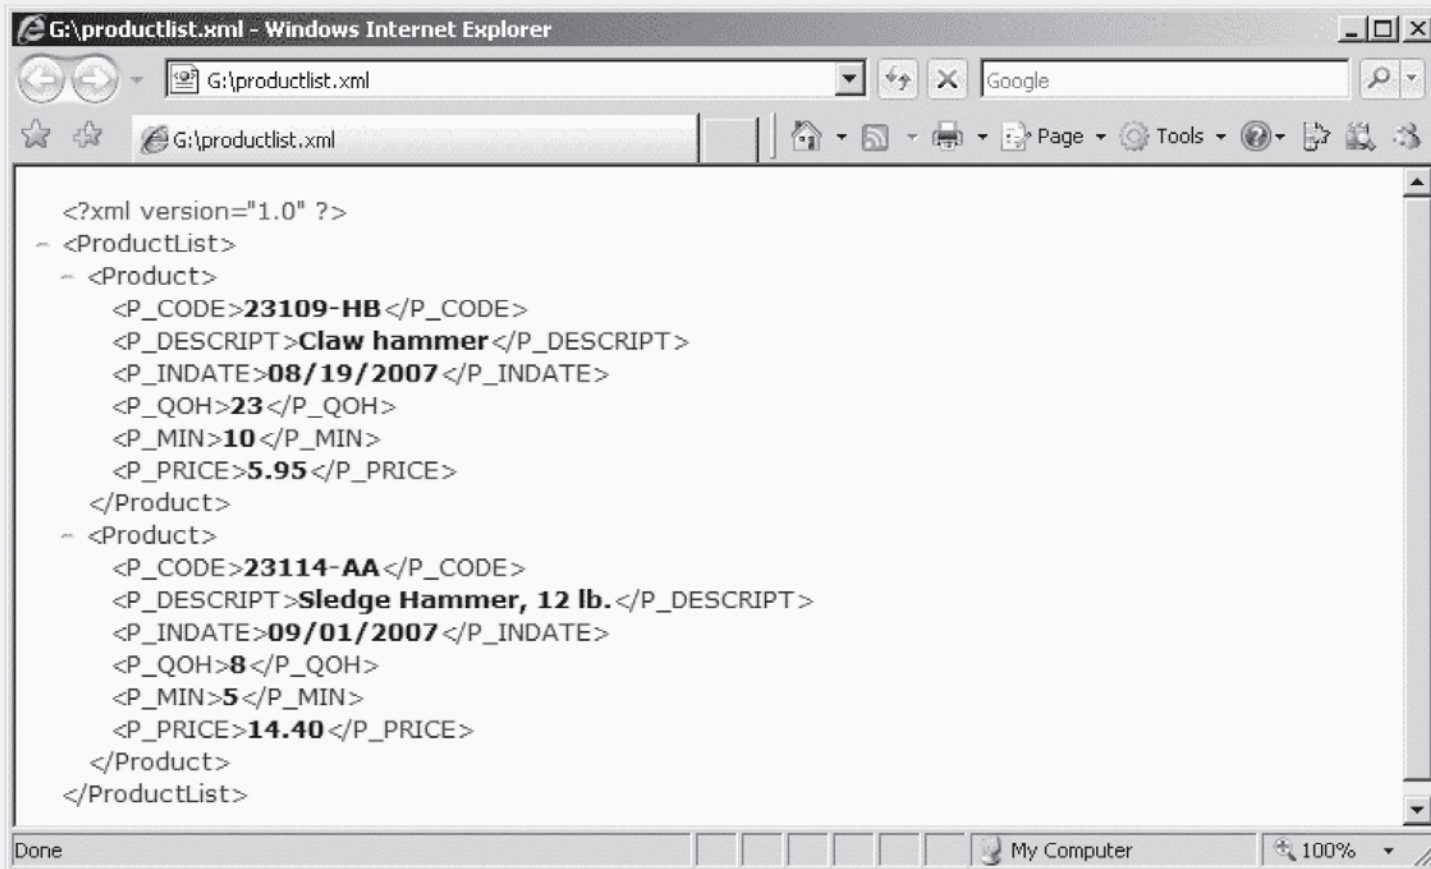 G:\productlist.xml - Windows Internet Explorer
G:\productlist.xml
Google
G:\productlist.xml
Page
Tools
<?xml version="1.0" ?>
- <ProductList>
- <Product>
<P_CODE>23109-HB</P_CODE>
<P_DESCRIPT>Claw hammer</P_DESCRIPT>
<P_INDATE>08/19/2007</P_INDATE>
<P_QOH>23</P_QOH>
<P_MIN>10</P_MIN>
<P_PRICE>5.95</P_PRICE>
</Product>
- <Product>
<P_CODE>23114-AA</P_CODE>
<P_DESCRIPT>Sledge Hammer, 12 lb.</P_DESCRIPT>
<P_INDATE>09/01/2007</P_INDATE>
<P_QOH>8</P_QOH>
<P_MIN>5</P_MIN>
<P_PRICE>14.40</P_PRICE>
</Product>
</ProductList>
Done
My Computer
100%